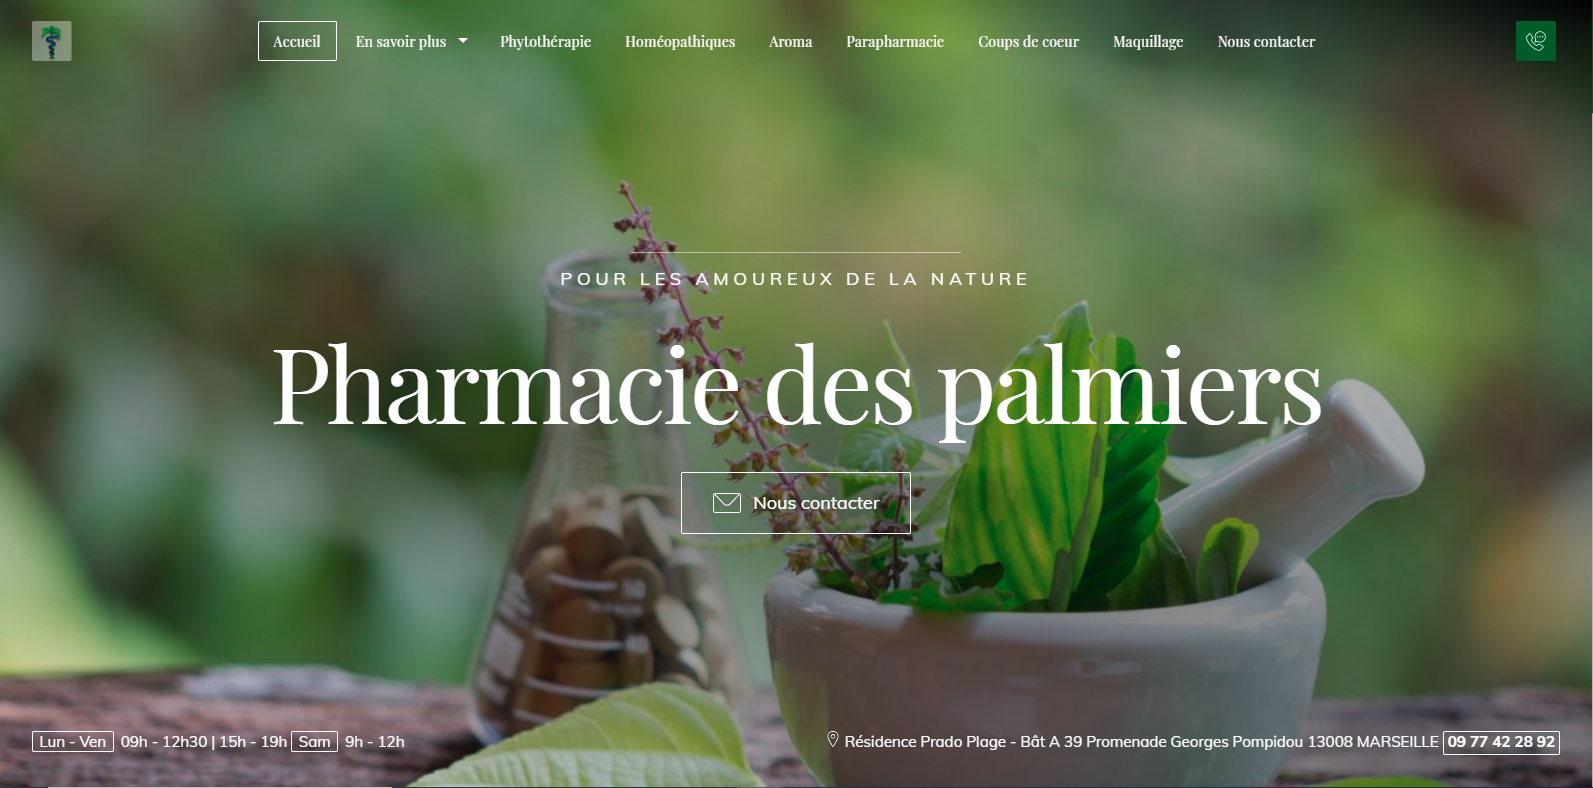 Accueil En savoir plus Phytothérapie Homéopathiques Aroma Parapharmacie Coups de coeur Maquillage Nous contacter
POUR LES AMOUREUX DE LA NATURE
Pharmacie des palmiers
Nous contacter
Lun - Ven 09h - 12h30 | 15h - 19h Sam 9h - 12h
Résidence Prado Plage - Bât A 39 Promenade Georges Pompidou 13008 MARSEILLE 09 77 42 28 92